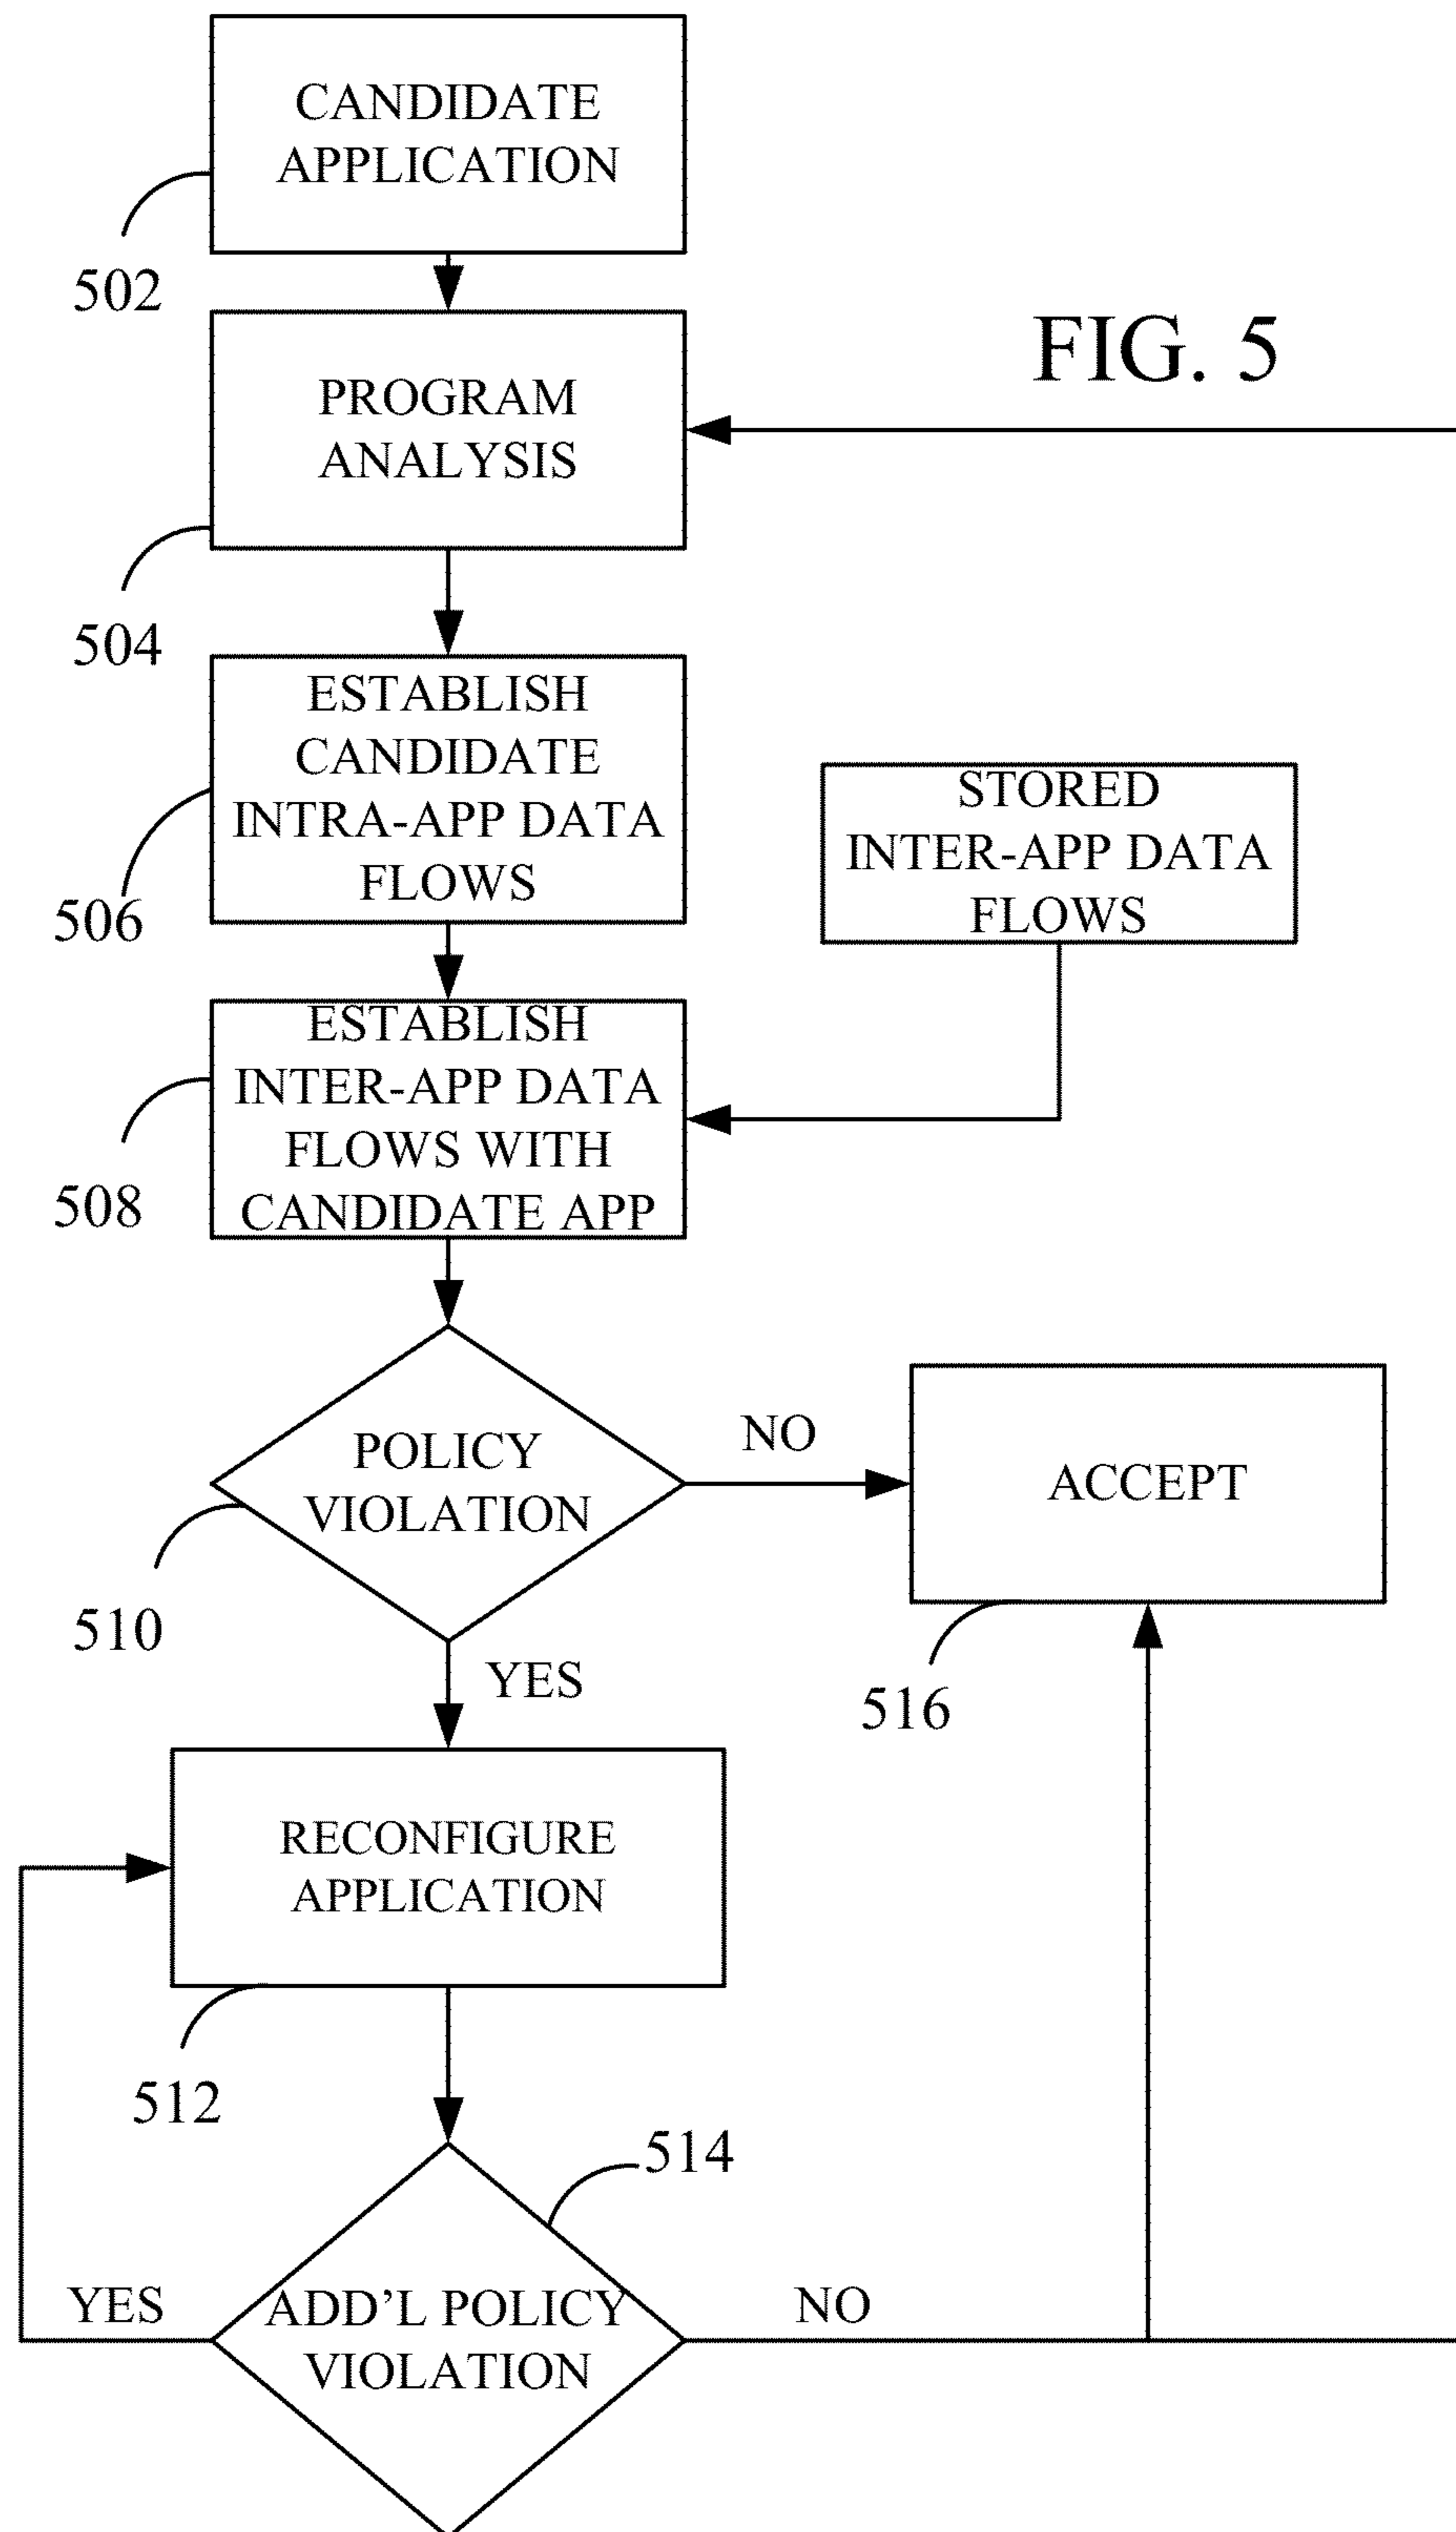 CANDIDATE
APPLICATION
502
FIG. 5
PROGRAM
ANALYSIS
504
ESTABLISH
CANDIDATE
INTRA-APP DATA
FLOWS
506
STORED
INTER-APP DATA
FLOWS
ESTABLISH
INTER-APP DATA
FLOWS WITH
CANDIDATE APP
508
POLICY
VIOLATION
NO
ACCEPT
510
YES
516
RECONFIGURE
APPLICATION
512
514
YES
ADD'L POLICY
VIOLATION
NO